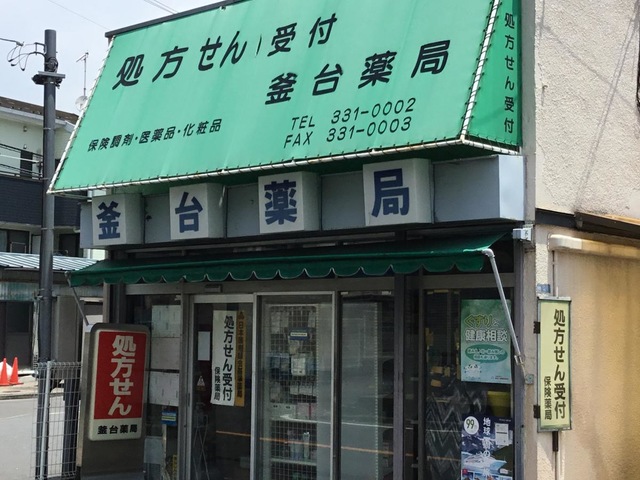 処方せん受付
釜台薬局
保険調剤・医薬品・化粧品
TEL 331-0002
FAX 331-0003
処方せん受付
釜台薬局
処方せん
釜台薬局
処方せん受付
保険薬局
健康相談
処方せん受付
保険薬局
99
地球